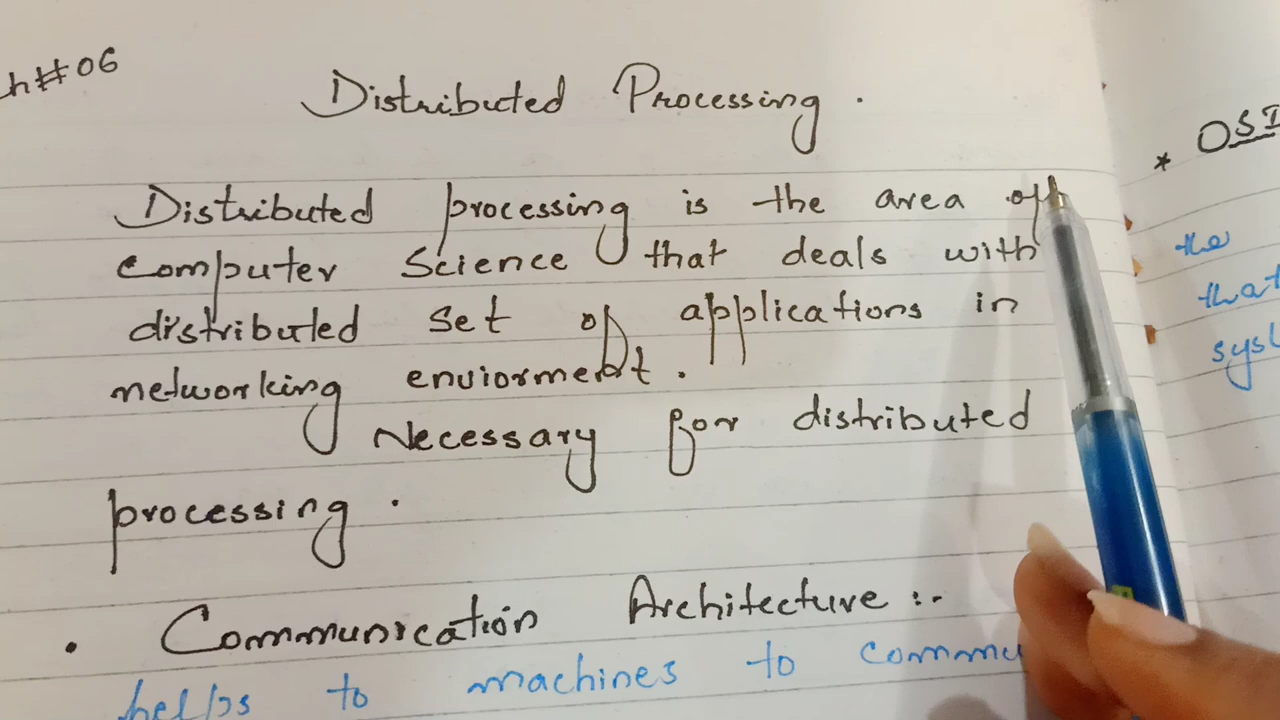 h#06
Distributed Processing.
Distributed processing is the area of
computer Science that deals with
distributed set of applications in
networking enviorment.
Necessary for distributed
processing.
• Communication Architecture :-
helps to machines to commu
* OSI
the
that
syst